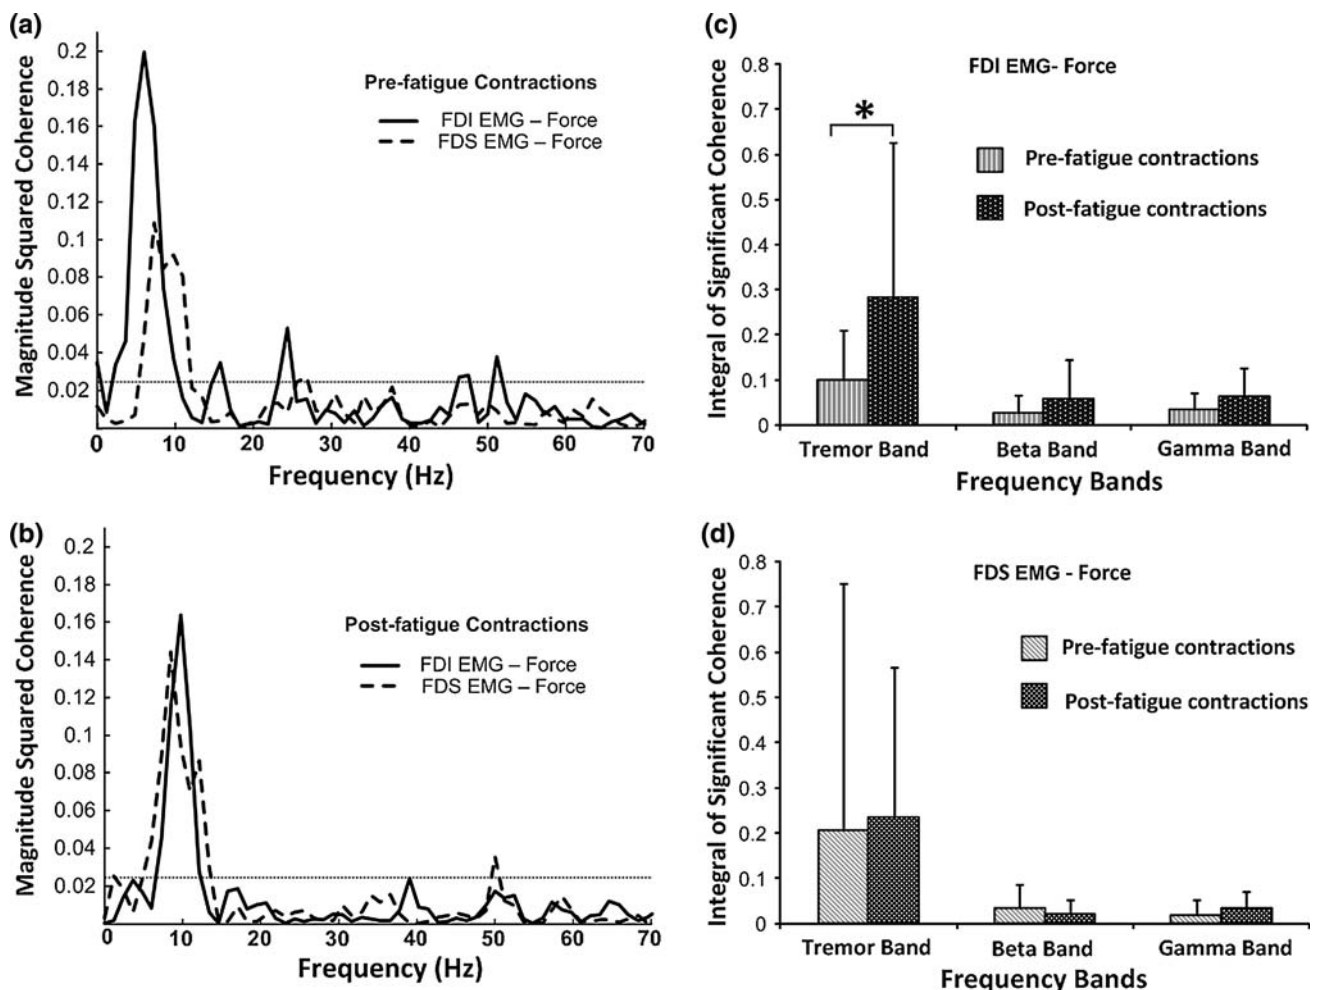 (a)
Magnitude Squared Coherence
0.2
0.18
0.16
0.14
0.12
0.1
0.08
0.06
0.04
0.02
0 10 20 30 40 50 60 70
Frequency (Hz)
Pre-fatigue Contractions
FDI EMG – Force
FDS EMG – Force
(b)
Magnitude Squared Coherence
0.2
0.18
0.16
0.14
0.12
0.1
0.08
0.06
0.04
0.02
0 10 20 30 40 50 60 70
Frequency (Hz)
Post-fatigue Contractions
FDI EMG – Force
FDS EMG – Force
(c)
Integral of Significant Coherence
0.8
0.7
0.6
0.5
0.4
0.3
0.2
0.1
0
FDI EMG- Force
*
Pre-fatigue contractions
Post-fatigue contractions
Tremor Band Beta Band Gamma Band
Frequency Bands
(d)
Integral of Significant Coherence
0.8
0.7
0.6
0.5
0.4
0.3
0.2
0.1
0
FDS EMG - Force
Pre-fatigue contractions
Post-fatigue contractions
Tremor Band Beta Band Gamma Band
Frequency Bands